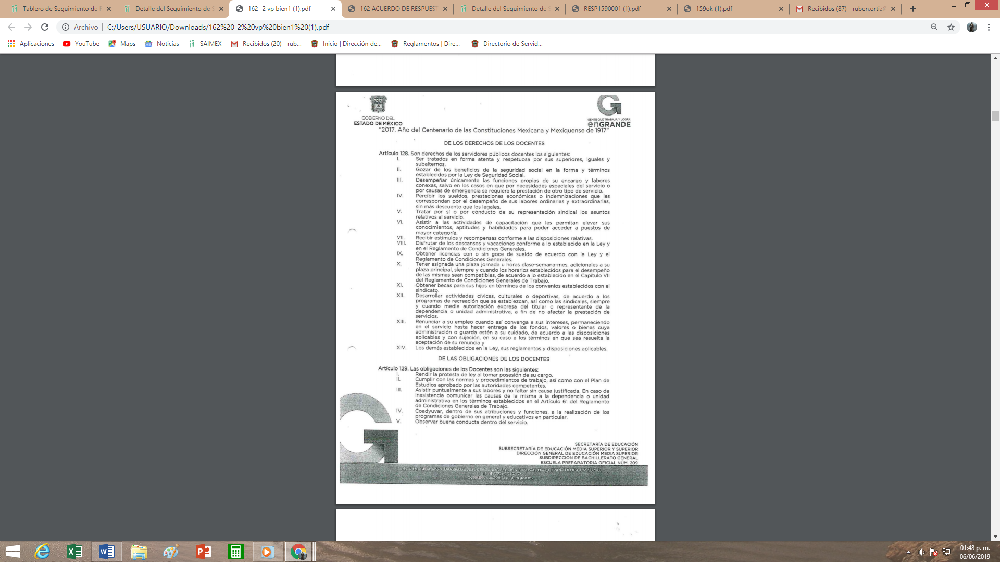 Tablero de Seguimiento de
Detalle del Seguimiento de
162 -2 vp bien1 (1).pdf
162 ACUERDO DE RESPUEST
Detalle del Seguimiento de
RESP1590001 (1).pdf
159ok (1).pdf
Recibidos (87) - ruben.ortiz
Archivo
C:/Users/USUARIO/Downloads/162%20-2%20vp%20bien1%20(1).pdf
Aplicaciones
YouTube
Maps
Noticias
SAIMEX
Recibidos (20) - rub...
Inicio | Dirección de...
Reglamentos | Dire...
Directorio de Servid...
GOBIERNO DEL
ESTADO DE MÉXICO
GENTE QUE TRABAJA Y LOGRA
enGRANDE
"2017. Año del Centenario de las Constituciones Mexicana y Mexiquense de 1917"
DE LOS DERECHOS DE LOS DOCENTES
Artículo 128. Son derechos de los servidores públicos docentes los siguientes:
I. Ser tratados en forma atenta y respetuosa por sus superiores, iguales y
subalternos.
II. Gozar de los beneficios de la seguridad social en la forma y términos
establecidos por la Ley de Seguridad Social.
III. Desempeñar únicamente las funciones propias de su encargo y labores
conexas, salvo en los casos en que por necesidades especiales del servicio o
por causas de emergencia se requiera la prestación de otro tipo de servicio.
IV. Percibir los sueldos, prestaciones económicas o indemnizaciones que les
correspondan por el desempeño de sus labores ordinarias y extraordinarias,
sin más descuento que los legales.
V. Tratar por sí o por conducto de su representación sindical los asuntos
relativos al servicio.
VI. Asistir a las actividades de capacitación que les permitan elevar sus
conocimientos, aptitudes y habilidades para poder acceder a puestos de
mayor categoría.
VII. Recibir estímulos y recompensas conforme a las disposiciones relativas.
VIII. Disfrutar de los descansos y vacaciones conforme a lo establecido en la Ley y
en el Reglamento de Condiciones Generales.
IX. Obtener licencias con o sin goce de sueldo de acuerdo con la Ley y el
Reglamento de Condiciones Generales.
X. Tener asignada una plaza jornada u horas clase-semana-mes, adicionales a su
plaza principal, siempre y cuando los horarios establecidos para el desempeño
de las mismas sean compatibles, de acuerdo a lo establecido en el Capítulo VII
del Reglamento de Condiciones Generales de Trabajo.
XI. Obtener becas para sus hijos en términos de los convenios establecidos con el
sindicato.
XII. Desarrollar actividades cívicas, culturales o deportivas, de acuerdo a los
programas de recreación que se establezcan, así como las sindicales, siempre
y cuando medie autorización expresa del titular o representante de la
dependencia o unidad administrativa, a fin de no afectar la prestación de
servicios.
XIII. Renunciar a su empleo cuando así convenga a sus intereses, permaneciendo
en el servicio hasta hacer entrega de los fondos, valores o bienes cuya
administración o guarda estén a su cuidado, de acuerdo a las disposiciones
aplicables y con sujeción, en su caso a los términos en que sea resuelta la
aceptación de su renuncia y
XIV. Los demás establecidos en la Ley, sus reglamentos y disposiciones aplicables.
DE LAS OBLIGACIONES DE LOS DOCENTES
Artículo 129. Las obligaciones de los Docentes son las siguientes:
I. Rendir la protesta de ley al tomar posesión de su cargo.
II. Cumplir con las normas y procedimientos de trabajo, así como con el Plan de
Estudios aprobado por las autoridades competentes.
III. Asistir puntualmente a sus labores y no faltar sin causa justificada. En caso de
inasistencia comunicar las causas de la misma a la dependencia o unidad
administrativa en los términos establecidos en el Artículo 61 del Reglamento
de Condiciones Generales de Trabajo.
IV. Coadyuvar, dentro de sus atribuciones y funciones, a la realización de los
programas de gobierno en general y educativos en particular.
V. Observar buena conducta dentro del servicio.
SECRETARÍA DE EDUCACIÓN
SUBSECRETARÍA DE EDUCACIÓN MEDIA SUPERIOR Y SUPERIOR
DIRECCIÓN GENERAL DE EDUCACIÓN MEDIA SUPERIOR
SUBDIRECCION DE BACHILLERATO GENERAL
ESCUELA PREPARATORIA OFICIAL NÚM. 209
PLAN DE IGUALA S/N, BARRIO DE JESUS SEGUNDA SECCION SAN PABLO AUTOPAN TOLUCA C.P. 50290
01:48 p. m.
06/06/2019